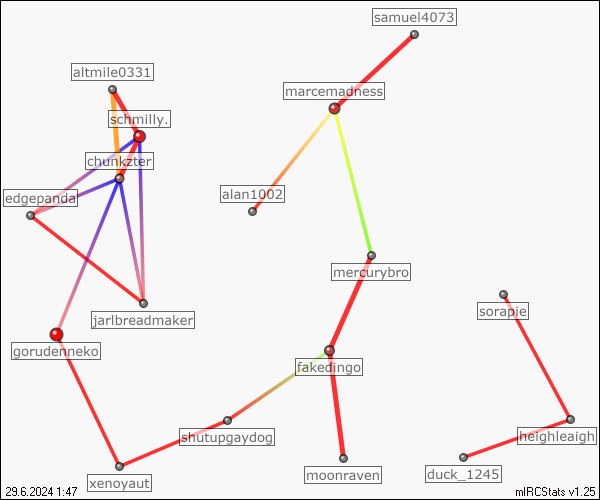 samuel4073
altmile0331
marcemadness
schmilly.
chunkzter
edgepanda
alan1002
mercurybro
sorapie
jarlbreadmaker
gorudenneko
fakedingo
shutupgaydog
heighleaigh
xenoyaut
moonraven
duck_1245
29.6.2024 1:47
mIRCStats v1.25